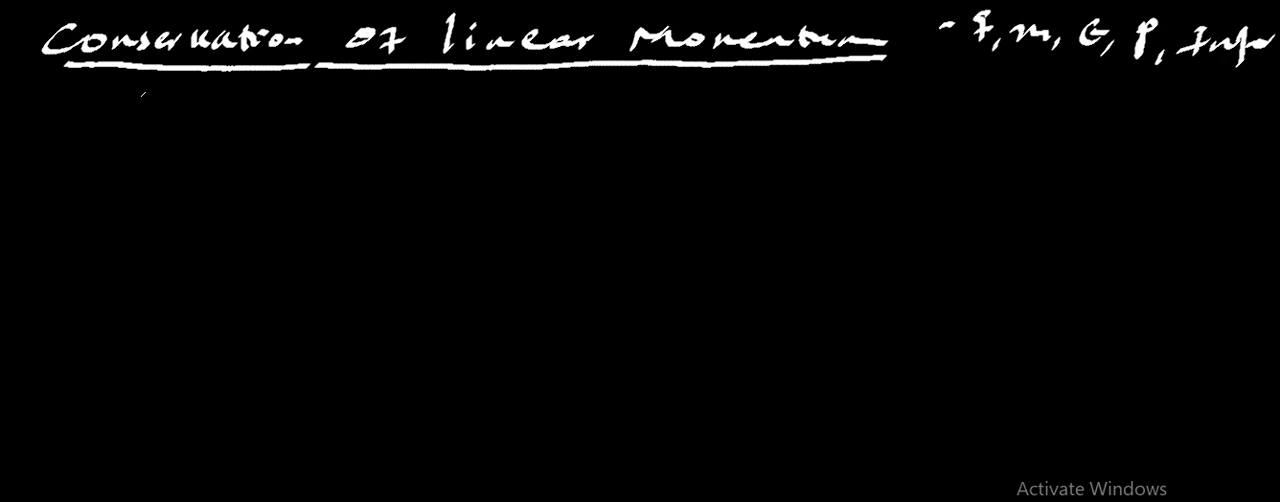 Conservation of linear Momentum - q, m, E, P, Info
Activate Windows